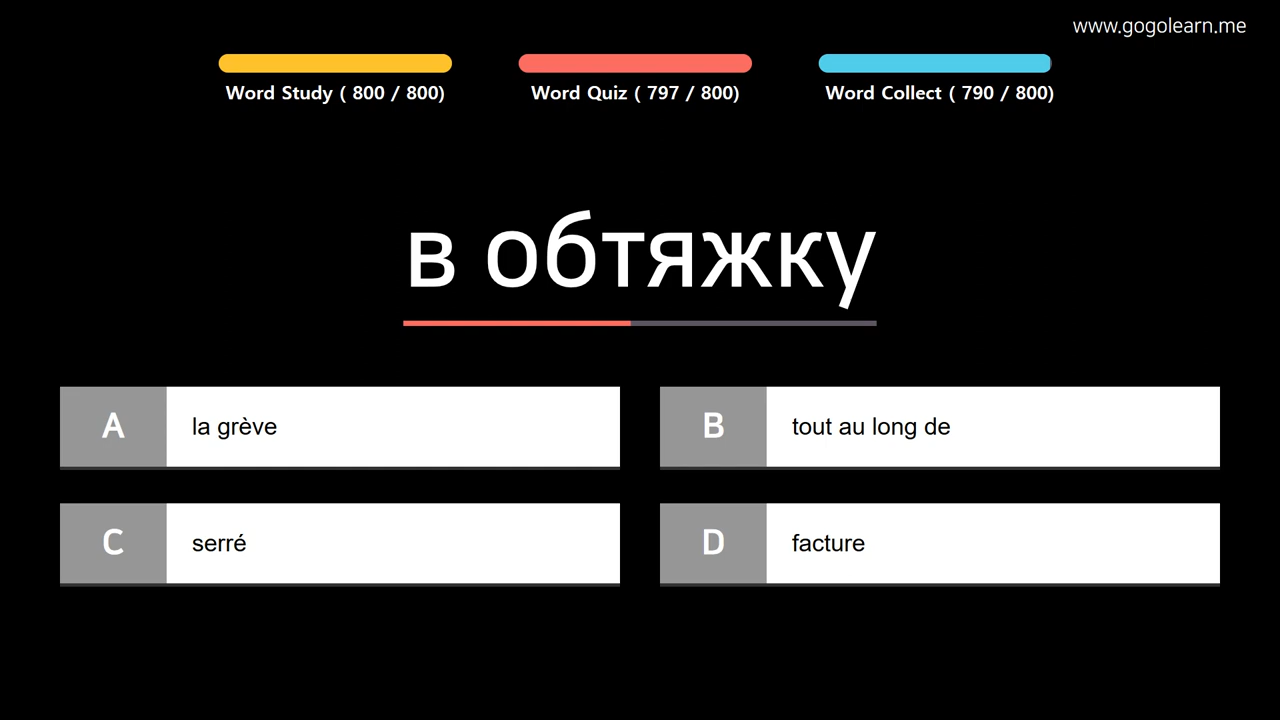 www.gogolearn.me
Word Study ( 800 / 800)
Word Quiz ( 797 / 800)
Word Collect ( 790 / 800)
в обтяжку
A la grève
B tout au long de
C serré
D facture